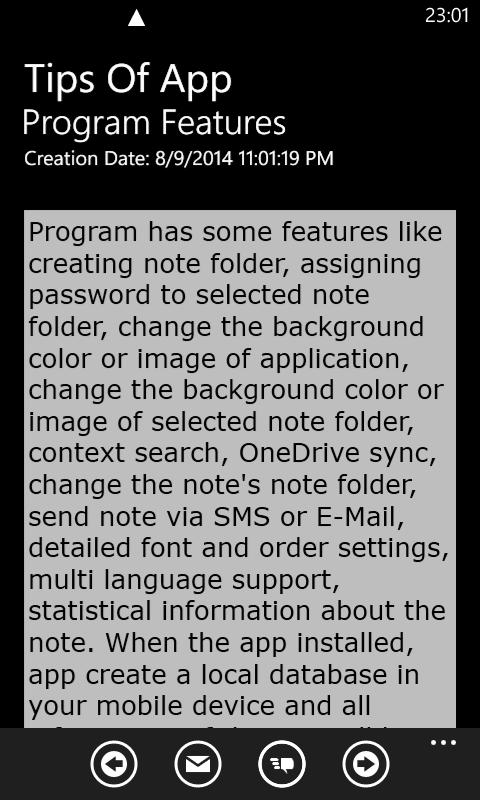 23:01
Tips Of App
Program Features
Creation Date: 8/9/2014 11:01:19 PM
Program has some features like
creating note folder, assigning
password to selected note
folder, change the background
color or image of application,
change the background color or
image of selected note folder,
context search, OneDrive sync,
change the note's note folder,
send note via SMS or E-Mail,
detailed font and order settings,
multi language support,
statistical information about the
note. When the app installed,
app create a local database in
your mobile device and all